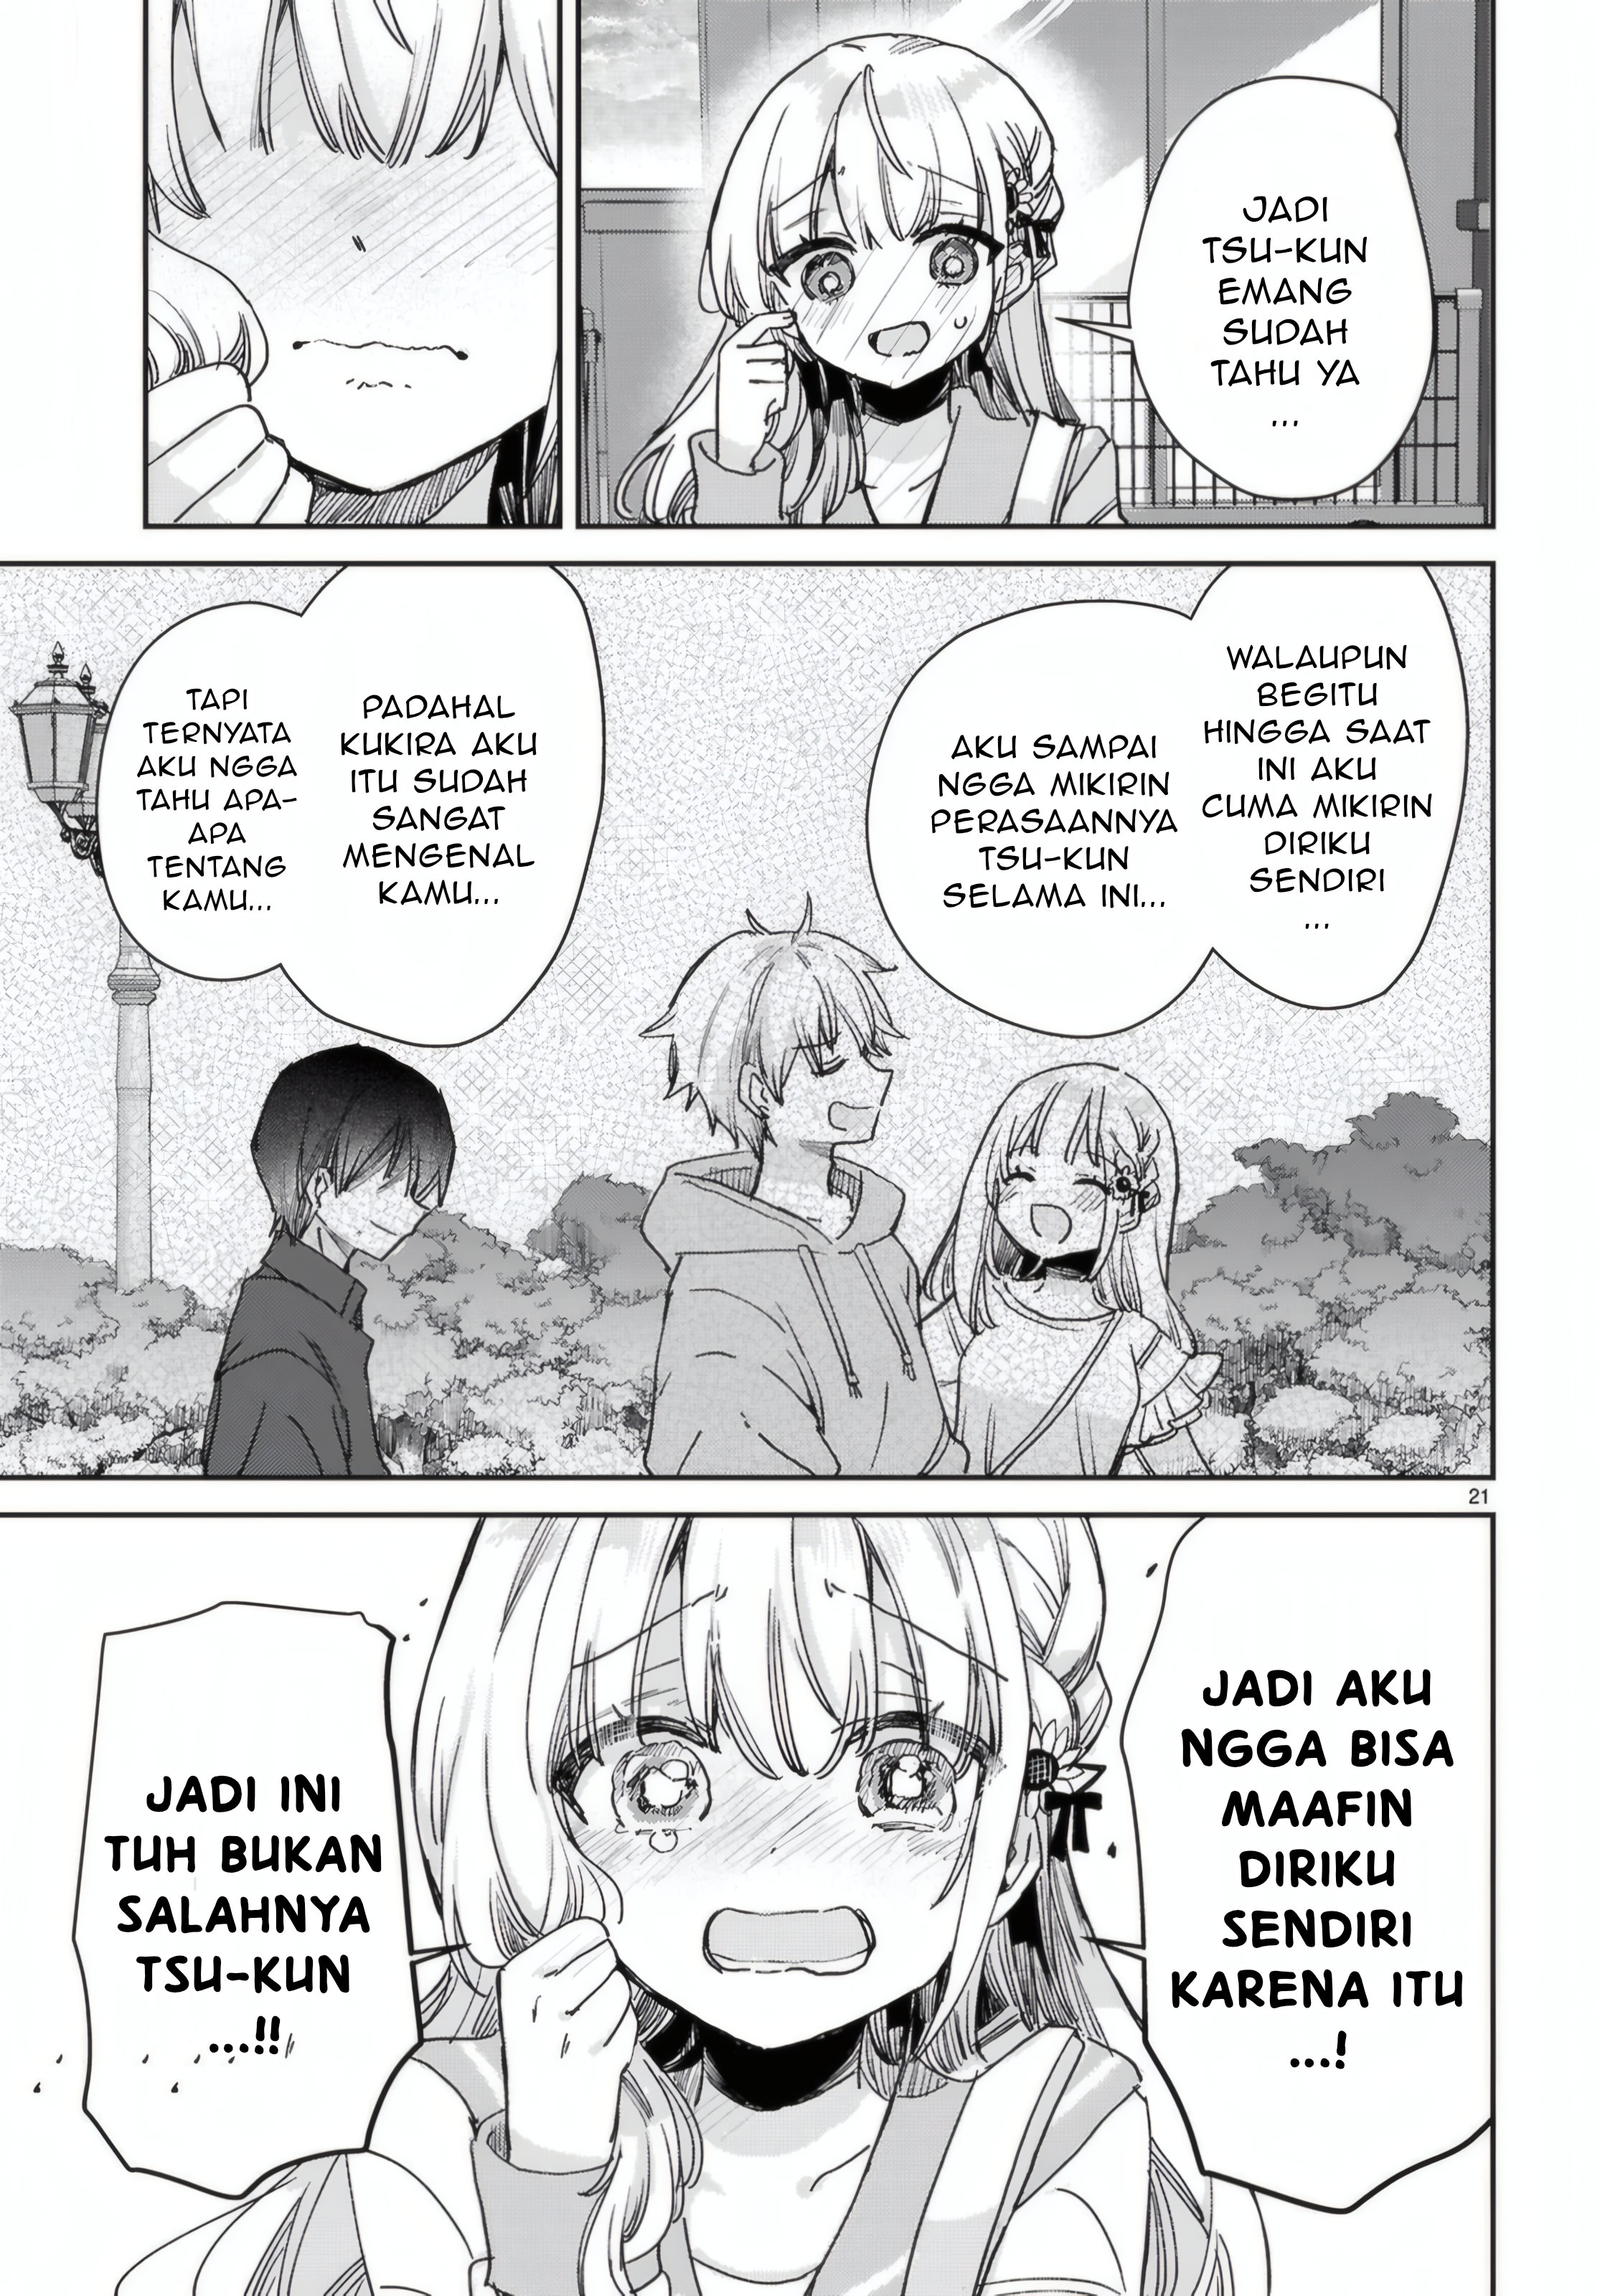 JADI
TSU-KUN
EMANG
SUDAH
TAHU YA
...
WALAUPUN
BEGITU
HINGGA SAAT
INI AKU
CUMA MIKIRIN
DIRIKU
SENDIRI
...
AKU SAMPAI
NGGA MIKIRIN
PERASAANNYA
TSU-KUN
SELAMA INI...
PADAHAL
KUKIRA AKU
ITU SUDAH
SANGAT
MENGENAL
KAMU...
TAPI
TERNYATA
AKU NGGA
TAHU APA-
APA
TENTANG
KAMU...
21
JADI AKU
NGGA BISA
MAAFIN
DIRIKU
SENDIRI
KARENA ITU
...!
JADI INI
TUH BUKAN
SALAHNYA
TSU-KUN
...!!